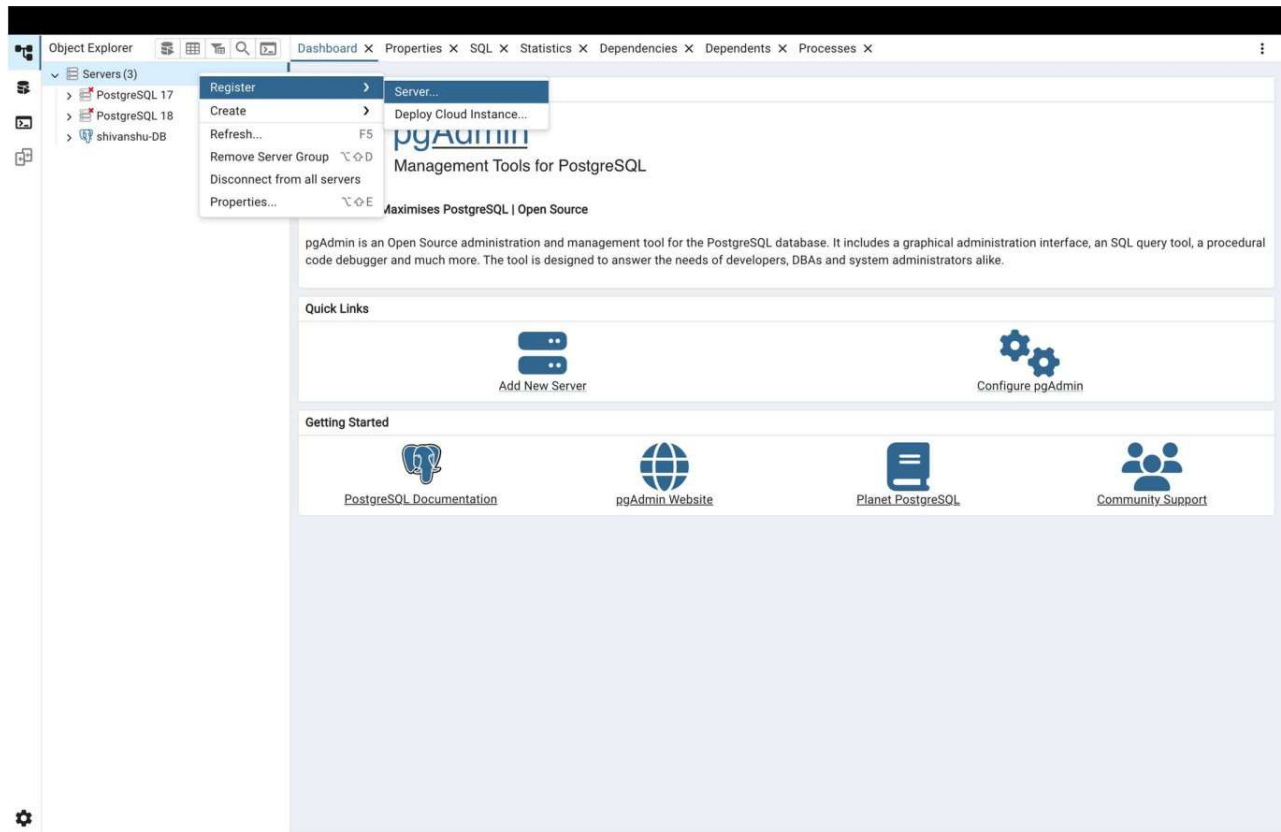 Object Explorer
Dashboard Properties SQL Statistics Dependencies Dependents Processes
Servers (3)
PostgreSQL 17
PostgreSQL 18
shivanshu-DB
Register
Create
Refresh... F5
Remove Server Group ⌥⇧D
Disconnect from all servers
Properties... ⌥⇧E
Server...
Deploy Cloud Instance...
pgAdmin
Management Tools for PostgreSQL
Maximises PostgreSQL | Open Source
pgAdmin is an Open Source administration and management tool for the PostgreSQL database. It includes a graphical administration interface, an SQL query tool, a procedural
code debugger and much more. The tool is designed to answer the needs of developers, DBAs and system administrators alike.
Quick Links
Add New Server
Configure pgAdmin
Getting Started
PostgreSQL Documentation
pgAdmin Website
Planet PostgreSQL
Community Support